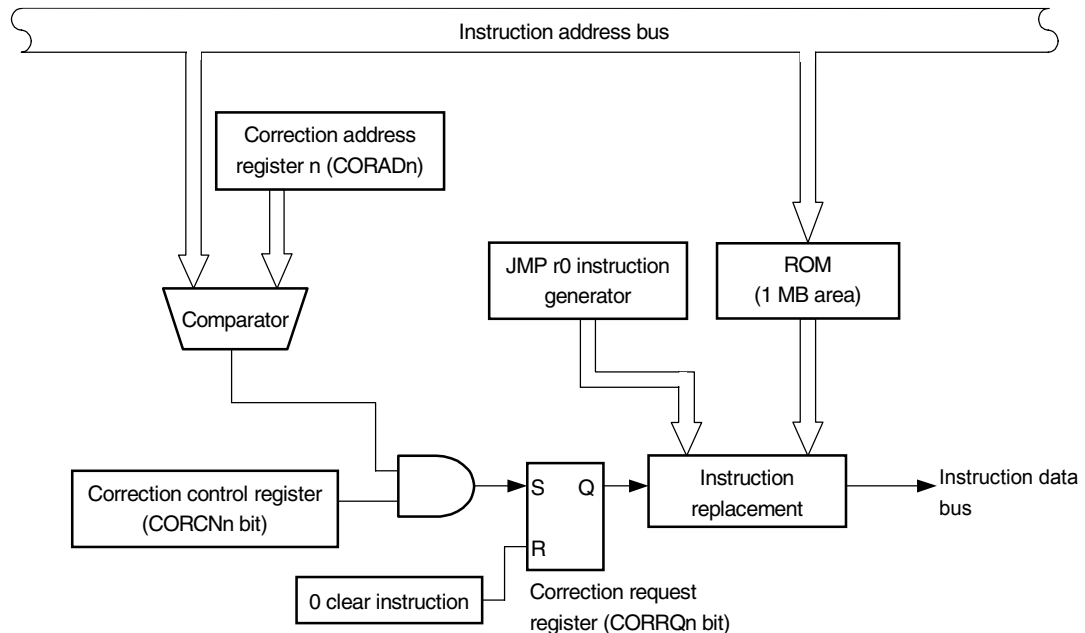 Instruction address bus
Correction address
register n (CORADn)
JMP r0 instruction
generator
ROM
(1 MB area)
Comparator
Correction control register
(CORCNn bit)
S
Q
R
Instruction
replacement
Instruction data
bus
0 clear instruction
Correction request
register (CORRQn bit)